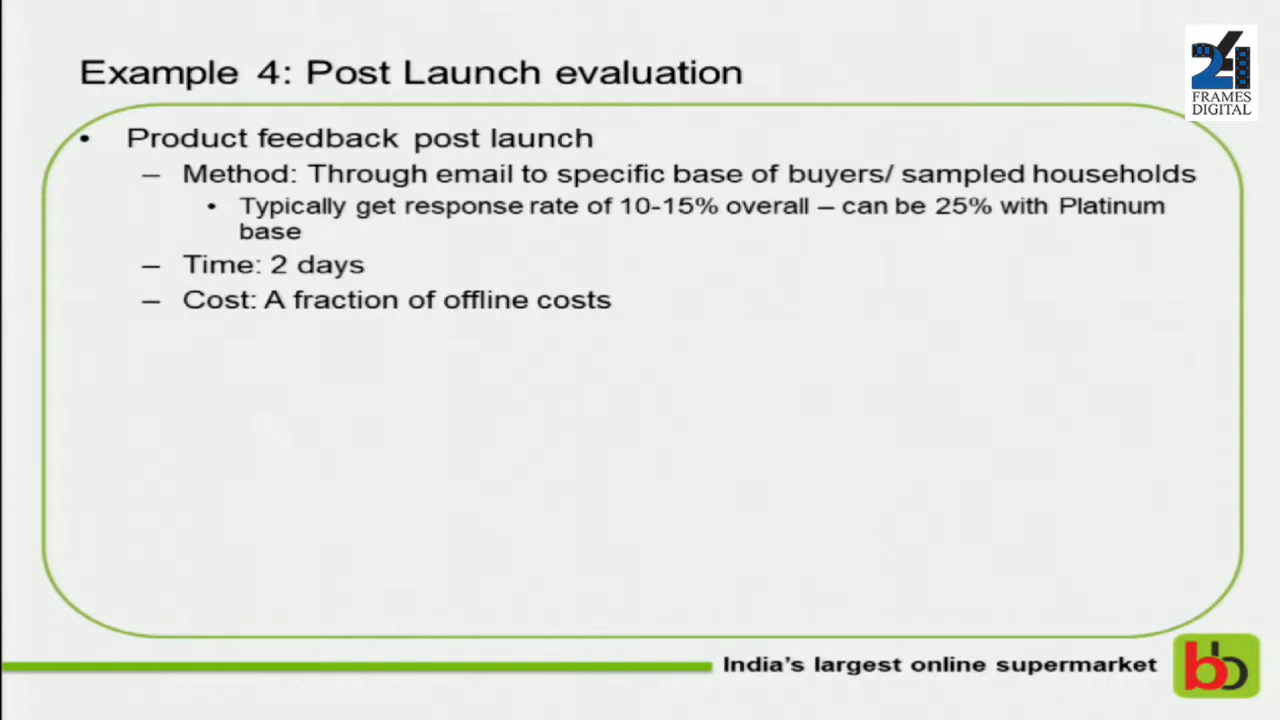 Example 4: Post Launch evaluation
24
FRAMES
DIGITAL
• Product feedback post launch
– Method: Through email to specific base of buyers/ sampled households
• Typically get response rate of 10-15% overall – can be 25% with Platinum
base
– Time: 2 days
– Cost: A fraction of offline costs
India's largest online supermarket
bb